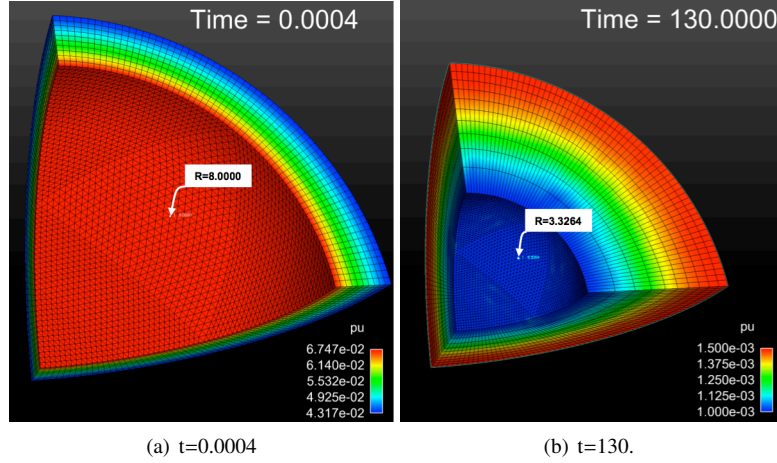 Time = 0.0004
R=8.0000
pu
6.747e-02
6.140e-02
5.532e-02
4.925e-02
4.317e-02
(a) t=0.0004
Time = 130.0000
R=3.3264
pu
1.500e-03
1.375e-03
1.250e-03
1.125e-03
1.000e-03
(b) t=130.